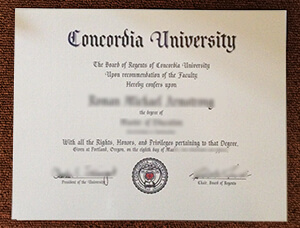 Concordia University
The Board of Regents of Concordia University
Upon recommendation of the Faculty
Hereby confers upon
the degree of
With all the Rights, Honors, and Privileges pertaining to that Degree.
Given at Portland, Oregon, on the eighth day of
President of the University
Chair, Board of Regents